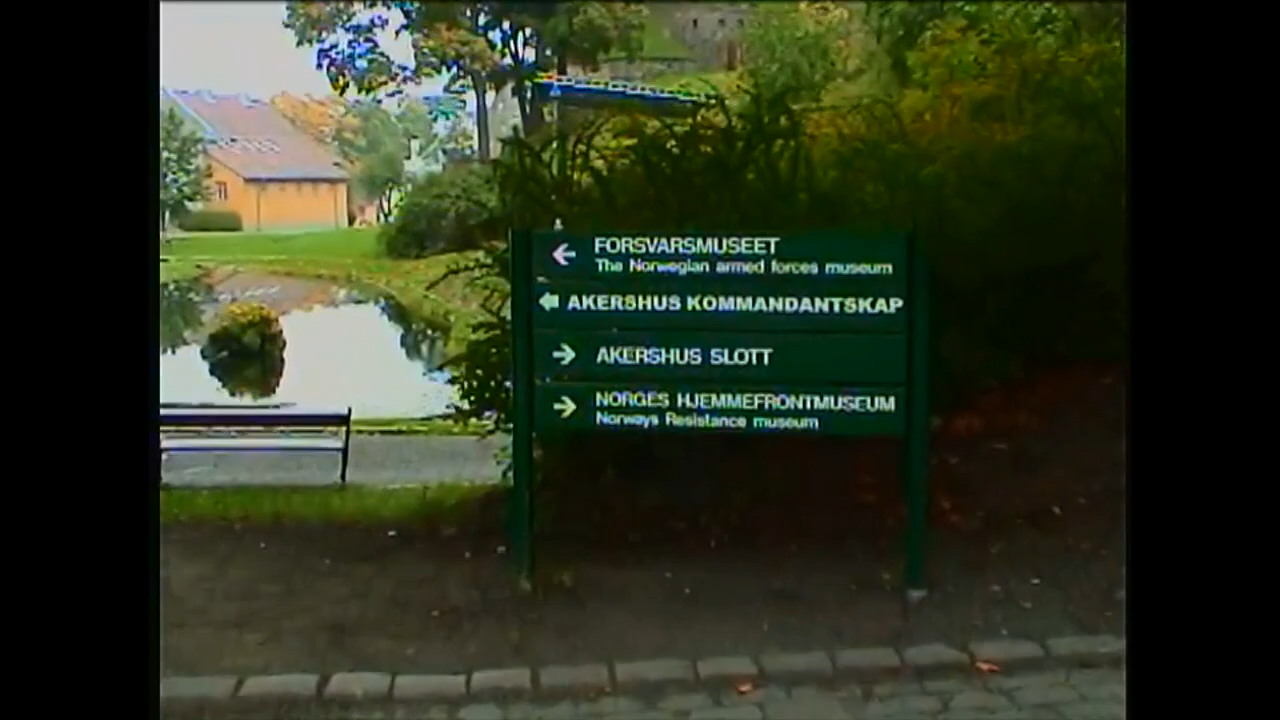 FORSVARSMUSEET
The Norwegian armed forces museum
AKERSHUS KOMMANDANTSKAP
AKERSHUS SLOTT
NORGES HJEMMEFRONTMUSEUM
Norways Resistance museum